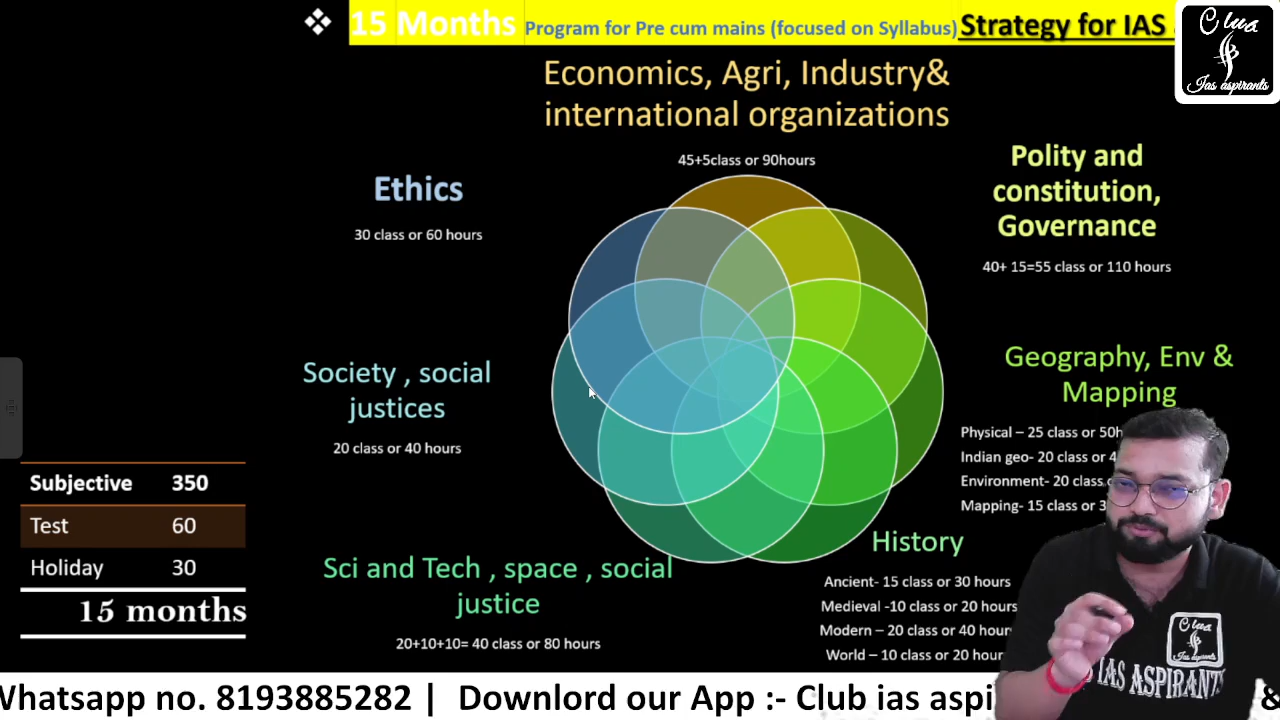 ❖ 15 Months Program for Pre cum mains (focused on Syllabus) Strategy for IAS
Club
Ias aspirants
Economics, Agri, Industry&
international organizations
45+5class or 90hours
Ethics
30 class or 60 hours
Polity and
constitution,
Governance
40+ 15=55 class or 110 hours
Society , social
justices
20 class or 40 hours
Geography, Env &
Mapping
Physical – 25 class or 50h
Indian geo- 20 class or 4
Environment- 20 class
Mapping- 15 class or 3
Subjective 350
Test 60
Holiday 30
15 months
Sci and Tech , space , social
justice
20+10+10= 40 class or 80 hours
History
Ancient- 15 class or 30 hours
Medieval -10 class or 20 hours
Modern – 20 class or 40 hour
World – 10 class or 20 hour
Ias aspirants
IAS ASPIRANTS
Whatsapp no. 8193885282 | Downlord our App :- Club ias aspi &